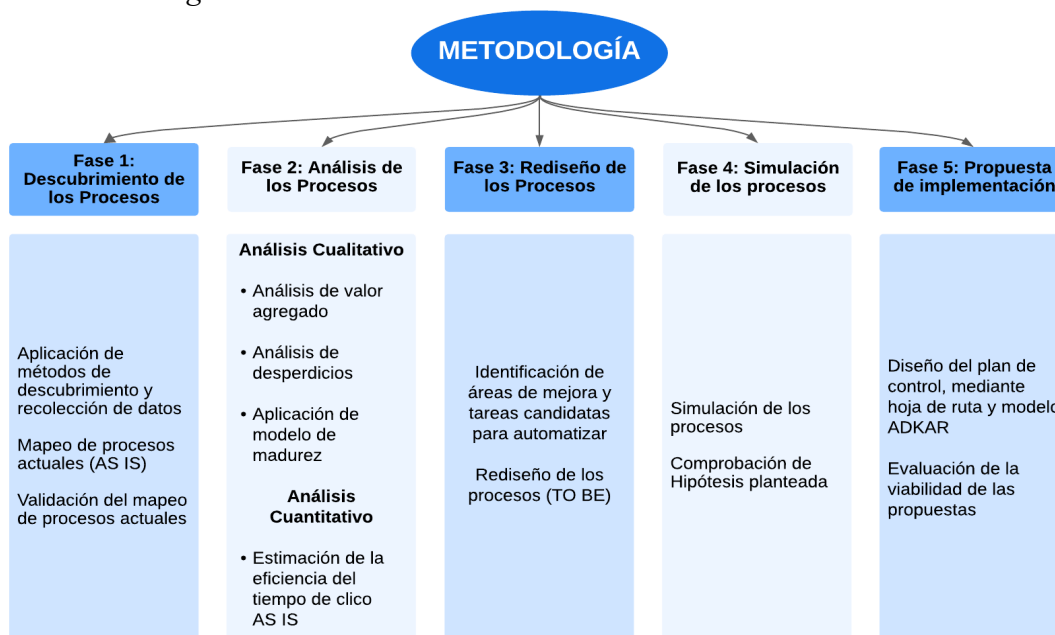 METODOLOGÍA
Fase 1:
Descubrimiento de
los Procesos
Aplicación de
métodos de
descubrimiento y
recolección de datos
Mapeo de procesos
actuales (AS IS)
Validación del mapeo
de procesos actuales
Fase 2: Análisis de
los Procesos
Análisis Cualitativo
• Análisis de valor
agregado
• Análisis de
desperdicios
• Aplicación de
modelo de
madurez
Análisis
Cuantitativo
• Estimación de la
eficiencia del
tiempo de clico
AS IS
Fase 3: Rediseño de
los Procesos
Identificación de
áreas de mejora y
tareas candidatas
para automatizar
Rediseño de los
procesos (TO BE)
Fase 4: Simulación
de los procesos
Simulación de los
procesos
Comprobación de
Hipótesis planteada
Fase 5: Propuesta
de implementación
Diseño del plan de
control, mediante
hoja de ruta y modelo
ADKAR
Evaluación de la
viabilidad de las
propuestas